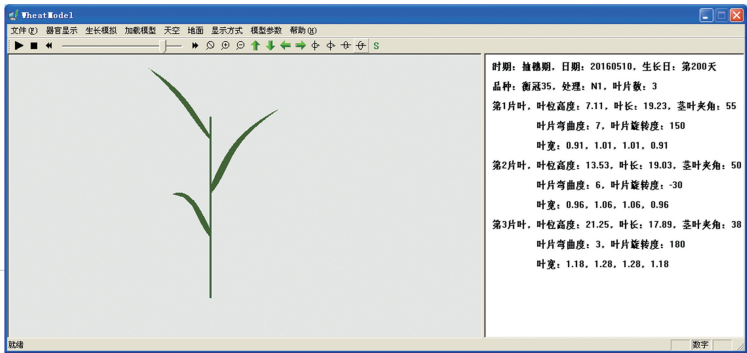 WheatModel
文件(F) 器官显示 生长模拟 加载模型 天空 地面 显示方式 模型参数 帮助(H)
S
时期：抽穗期，日期：20160510，生长日：第200天
品种：衡冠35，处理：N1，叶片数：3
第1片叶，叶位高度：7.11，叶长：19.23，茎叶夹角：55
叶片弯曲度：7，叶片旋转度：150
叶宽：0.91，1.01，1.01，0.91
第2片叶，叶位高度：13.53，叶长：19.03，茎叶夹角：50
叶片弯曲度：6，叶片旋转度：-30
叶宽：0.96，1.06，1.06，0.96
第3片叶，叶位高度：21.25，叶长：17.89，茎叶夹角：38
叶片弯曲度：3，叶片旋转度：180
叶宽：1.18，1.28，1.28，1.18
就绪
数字